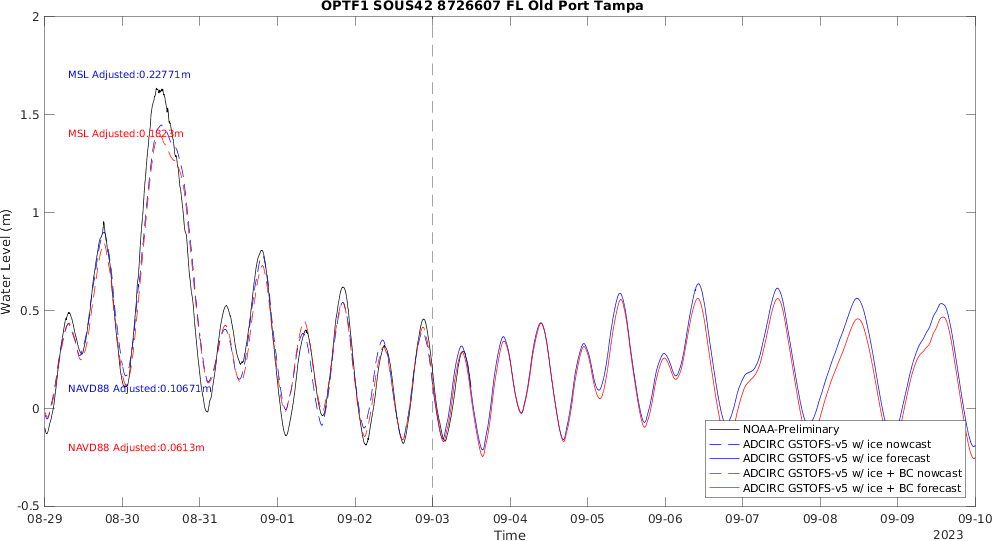 OPTF1 SOUS42 8726607 FL Old Port Tampa
2
MSL Adjusted:0.22771m
1.5
MSL Adjusted:0.1823m
1
Water Level (m)
0.5
NAVD88 Adjusted:0.10671m
0
NAVD88 Adjusted:0.0613m
NOAA-Preliminary
ADCIRC GSTOFS-v5 w/ ice nowcast
ADCIRC GSTOFS-v5 w/ ice forecast
ADCIRC GSTOFS-v5 w/ ice + BC nowcast
ADCIRC GSTOFS-v5 w/ ice + BC forecast
-0.5
08-29 08-30 08-31 09-01 09-02 09-03 09-04 09-05 09-06 09-07 09-08 09-09 09-10
Time
2023